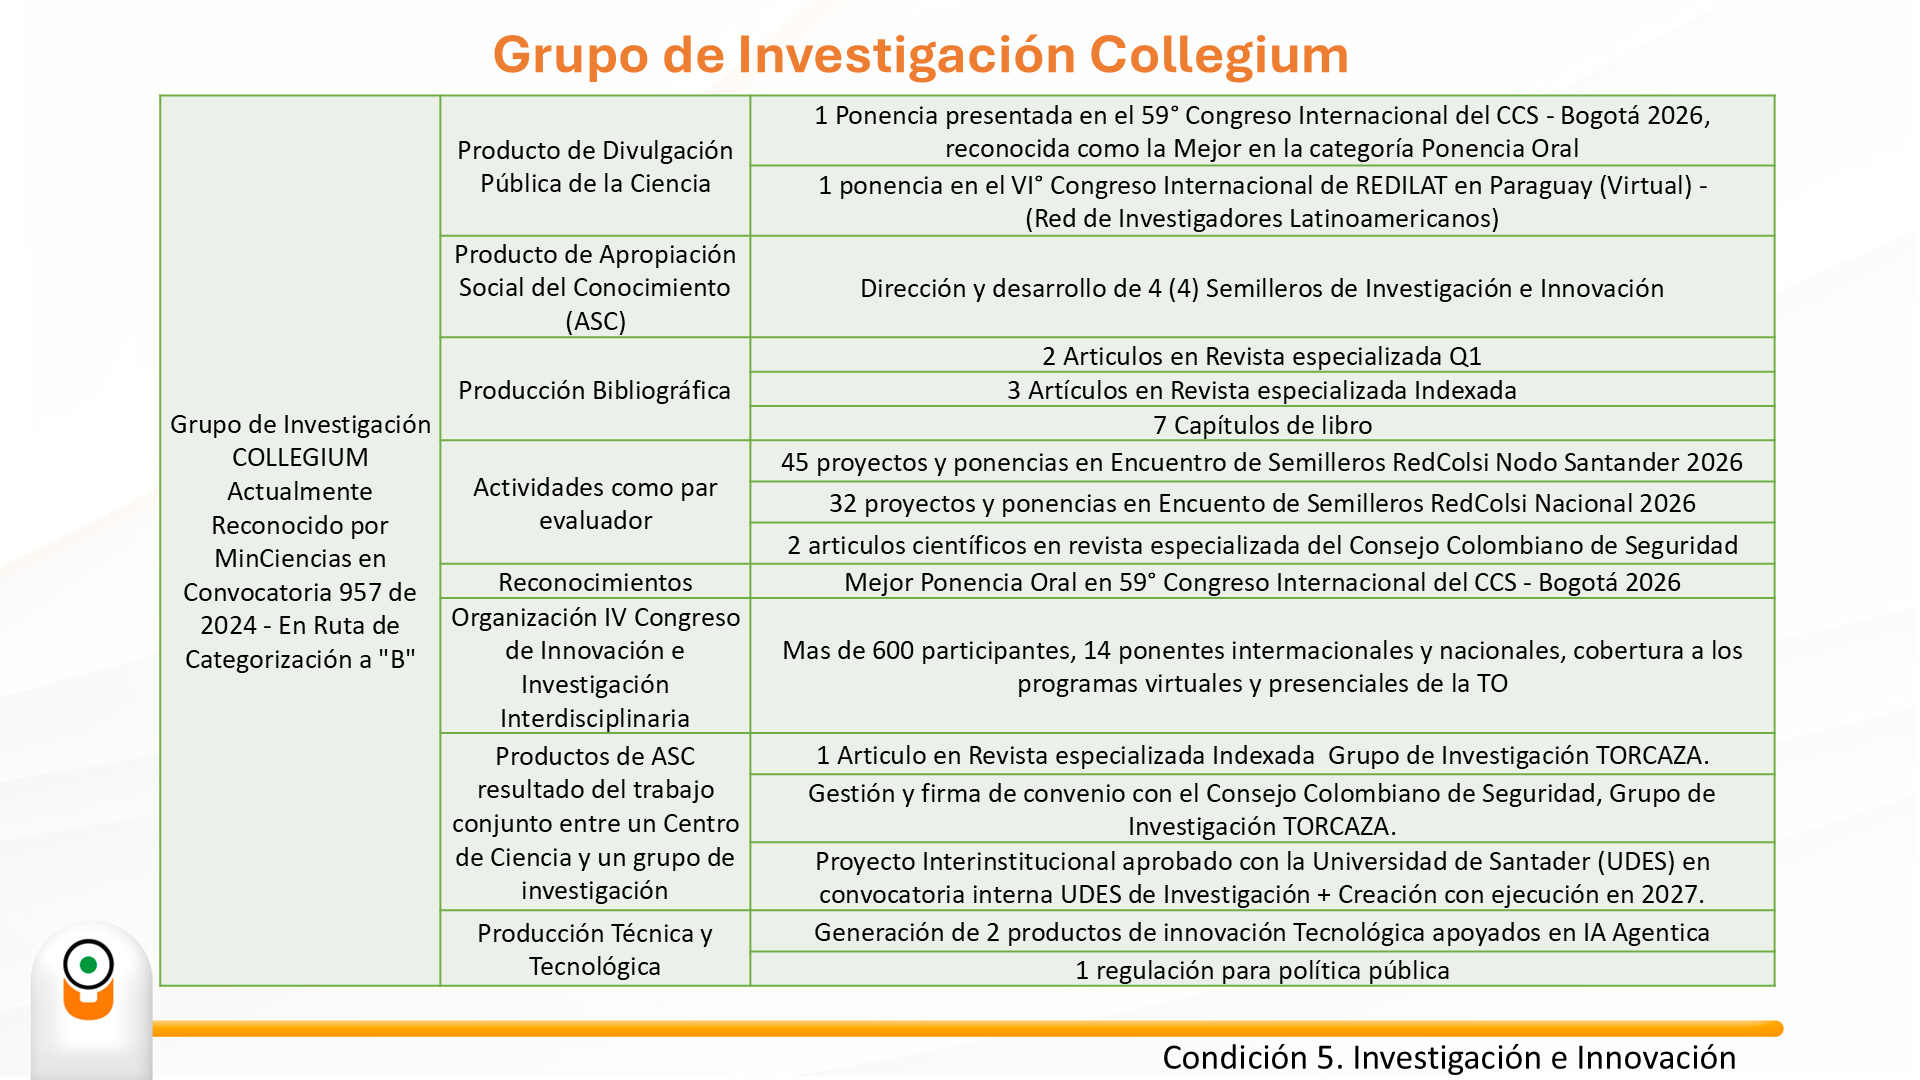 Grupo de Investigación Collegium
Grupo de Investigación
COLLEGIUM
Actualmente
Reconocido por
MinCiencias en
Convocatoria 957 de
2024 - En Ruta de
Categorización a "B"
Producto de Divulgación
Pública de la Ciencia
1 Ponencia presentada en el 59° Congreso Internacional del CCS - Bogotá 2026,
reconocida como la Mejor en la categoría Ponencia Oral
1 ponencia en el VI° Congreso Internacional de REDILAT en Paraguay (Virtual) -
(Red de Investigadores Latinoamericanos)
Producto de Apropiación
Social del Conocimiento
(ASC)
Dirección y desarrollo de 4 (4) Semilleros de Investigación e Innovación
Producción Bibliográfica
2 Articulos en Revista especializada Q1
3 Artículos en Revista especializada Indexada
7 Capítulos de libro
Actividades como par
evaluador
45 proyectos y ponencias en Encuentro de Semilleros RedColsi Nodo Santander 2026
32 proyectos y ponencias en Encuento de Semilleros RedColsi Nacional 2026
2 articulos científicos en revista especializada del Consejo Colombiano de Seguridad
Reconocimientos
Mejor Ponencia Oral en 59° Congreso Internacional del CCS - Bogotá 2026
Organización IV Congreso
de Innovación e
Investigación
Interdisciplinaria
Mas de 600 participantes, 14 ponentes intermacionales y nacionales, cobertura a los
programas virtuales y presenciales de la TO
Productos de ASC
resultado del trabajo
conjunto entre un Centro
de Ciencia y un grupo de
investigación
1 Articulo en Revista especializada Indexada  Grupo de Investigación TORCAZA.
Gestión y firma de convenio con el Consejo Colombiano de Seguridad, Grupo de
Investigación TORCAZA.
Proyecto Interinstitucional aprobado con la Universidad de Santader (UDES) en
convocatoria interna UDES de Investigación + Creación con ejecución en 2027.
Producción Técnica y
Tecnológica
Generación de 2 productos de innovación Tecnológica apoyados en IA Agentica
1 regulación para política pública
Condición 5. Investigación e Innovación